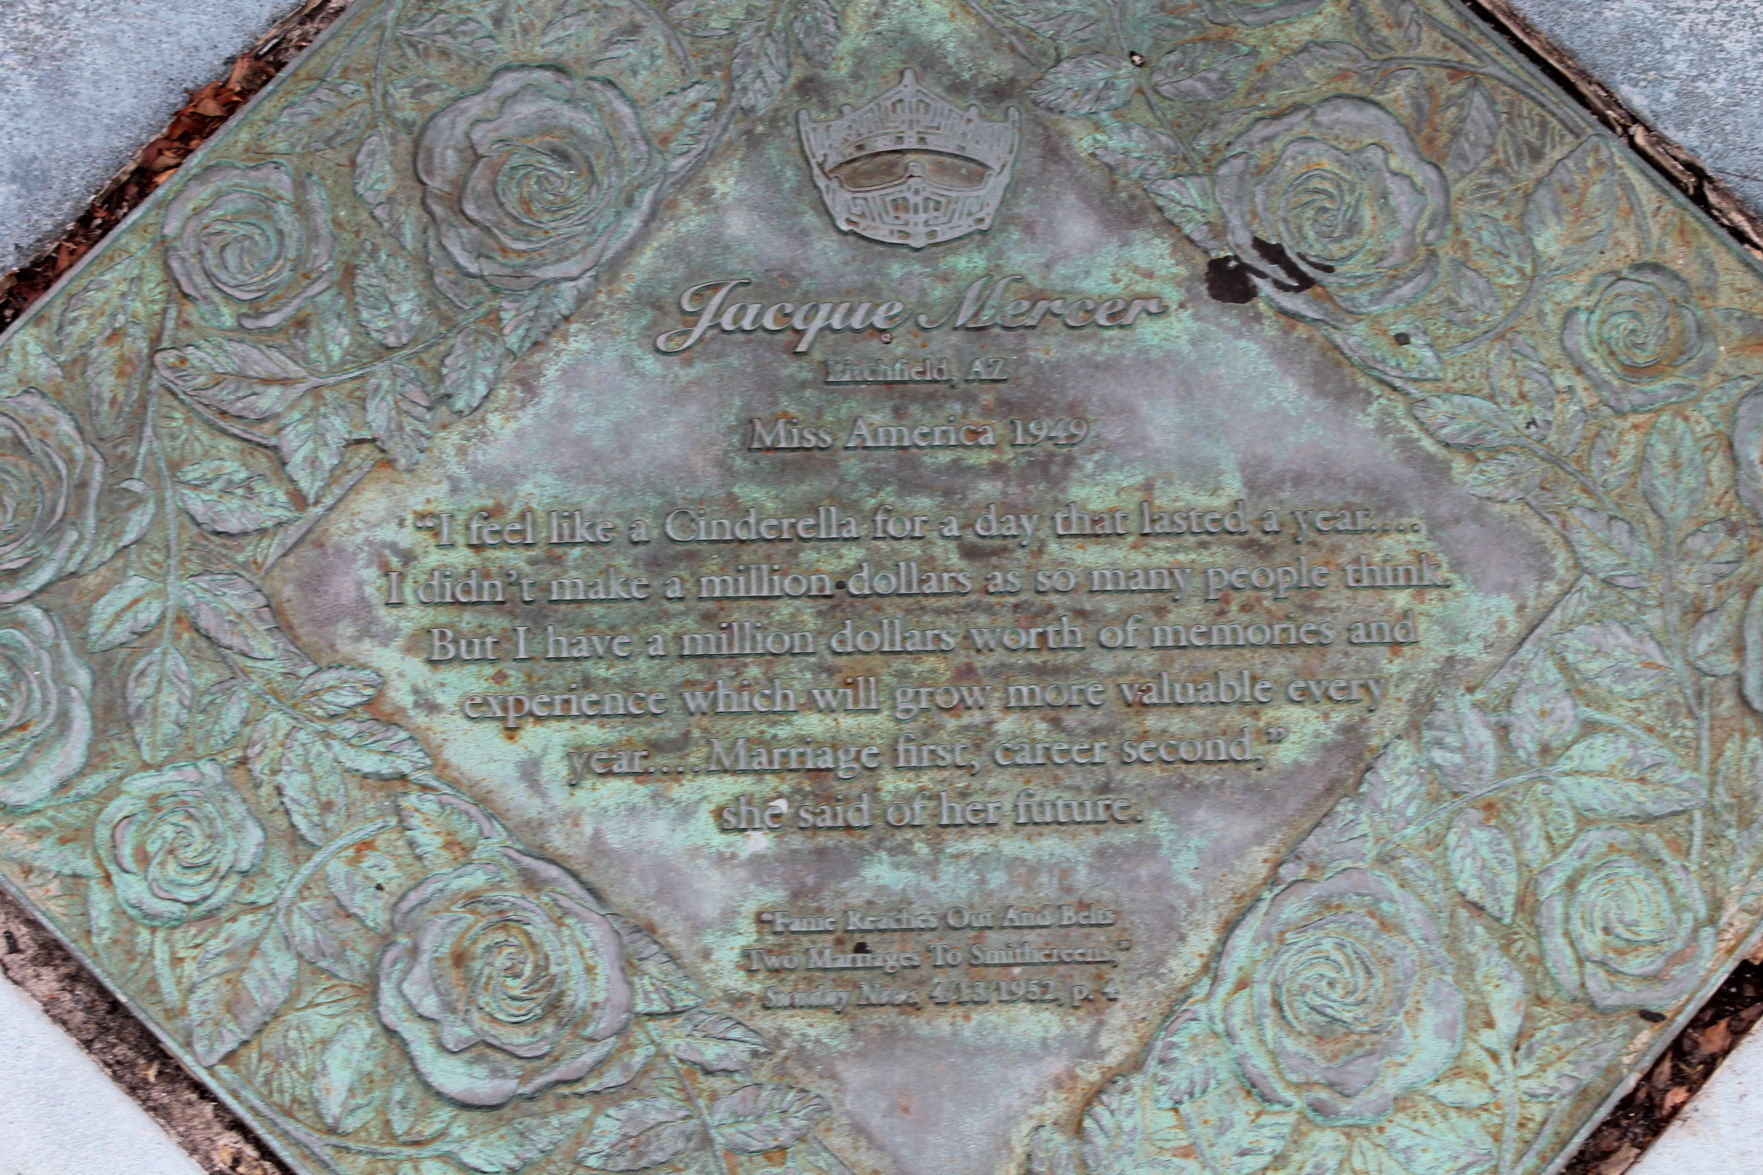 Jacque Mercer
Litchfield, AZ
Miss America 1949
“I feel like a Cinderella for a day that lasted a year....
I didn’t make a million dollars as so many people think.
But I have a million dollars worth of memories and
experience which will grow more valuable every
year....Marriage first, career second,”
she said of her future.
“Fame Reaches Out And Belts
Two Marriages To Smithereens,”
Sunday News, 4/13/1952, p. 4